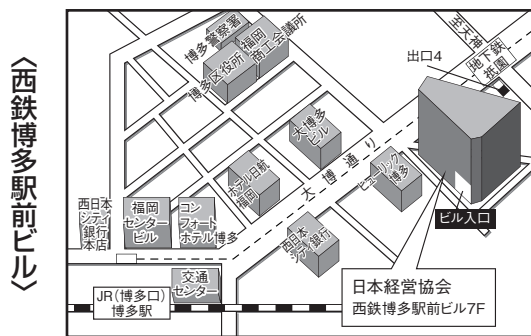 〈西鉄博多駅前ビル〉
博多警察署
博多区役所
福岡
商工会議所
至天神
地下鉄
祇園
出口4
大博多
ビル
大博通り
ホテル日航
福岡
ヒューリック
博多
西日本
シティ
銀行
本店
福岡
センター
ビル
コン
フォート
ホテル博多
西日本
シティ銀行
ビル入口
交通
センター
JR(博多口)
博多駅
日本経営協会
西鉄博多駅前ビル7F